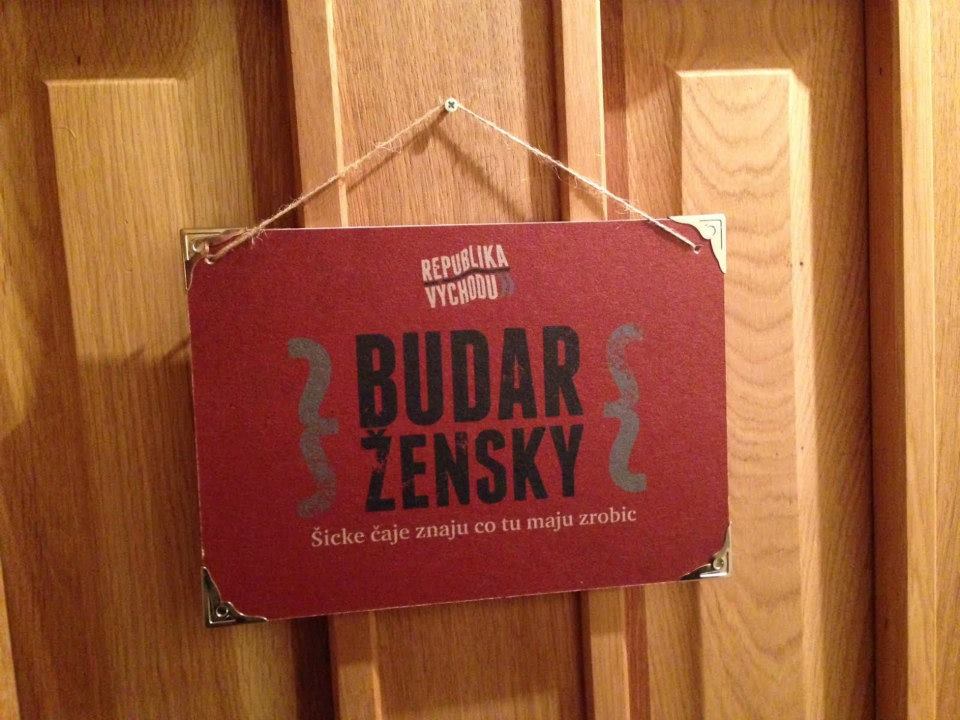 REPUBLIKA
VYCHODU
BUDAR
ŽENSKY
Šicke čaje znaju co tu maju zrobic